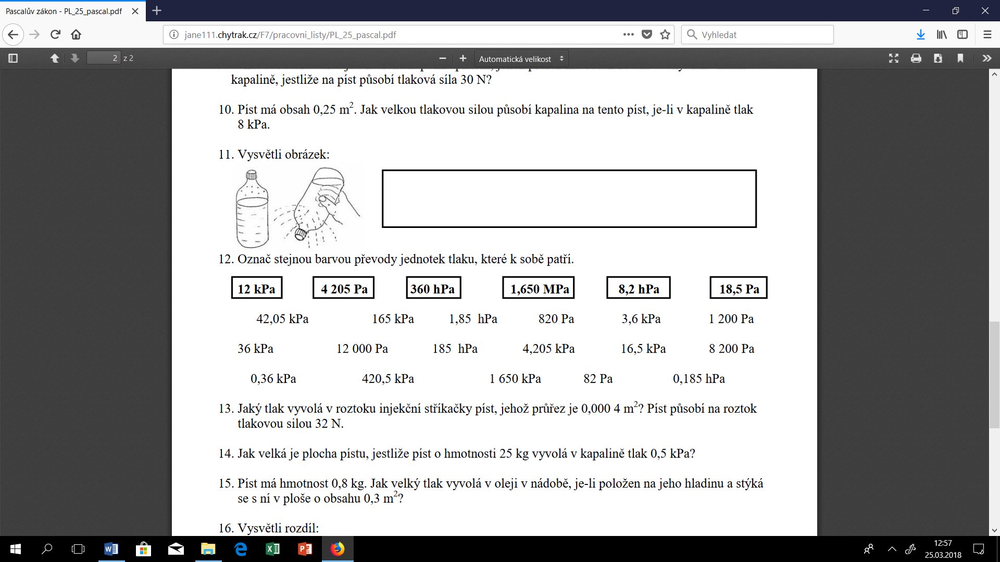 Pascalův zákon - PL_25_pascal.pdf
jane111.chytrak.cz/F7/pracovni_listy/PL_25_pascal.pdf
Vyhledat
2 z 2
Automatická velikost
kapalině, jestliže na píst působí tlaková síla 30 N?
10. Píst má obsah 0,25 m². Jak velkou tlakovou silou působí kapalina na tento píst, je-li v kapalině tlak
8 kPa.
11. Vysvětli obrázek:
12. Označ stejnou barvou převody jednotek tlaku, které k sobě patří.
12 kPa 4 205 Pa 360 hPa 1,650 MPa 8,2 hPa 18,5 Pa
42,05 kPa 165 kPa 1,85 hPa 820 Pa 3,6 kPa 1 200 Pa
36 kPa 12 000 Pa 185 hPa 4,205 kPa 16,5 kPa 8 200 Pa
0,36 kPa 420,5 kPa 1 650 kPa 82 Pa 0,185 hPa
13. Jaký tlak vyvolá v roztoku injekční stříkačky píst, jehož průřez je 0,000 4 m²? Píst působí na roztok
tlakovou silou 32 N.
14. Jak velká je plocha pístu, jestliže píst o hmotnosti 25 kg vyvolá v kapalině tlak 0,5 kPa?
15. Píst má hmotnost 0,8 kg. Jak velký tlak vyvolá v oleji v nádobě, je-li položen na jeho hladinu a stýká
se s ní v ploše o obsahu 0,3 m²?
16. Vysvětli rozdíl:
12:57
25.03.2018